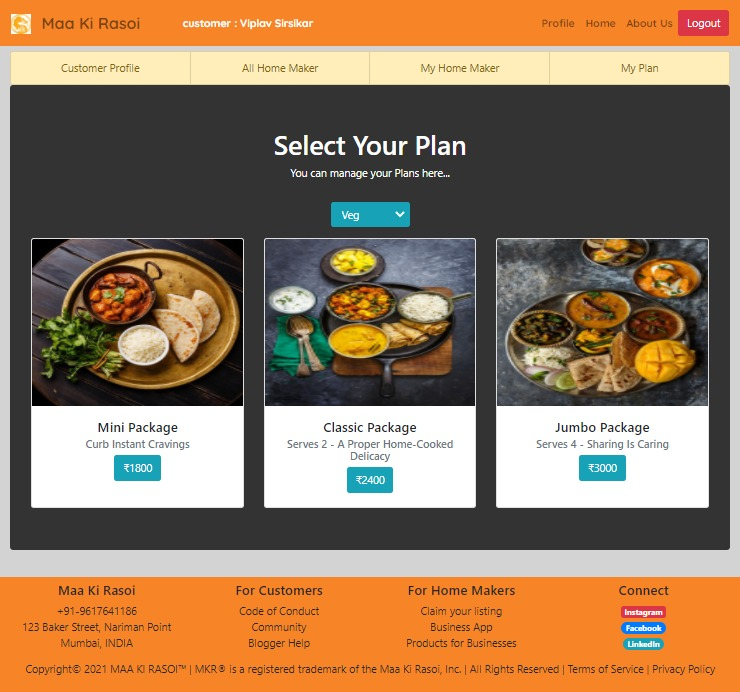 Maa Ki Rasoi
customer : Viplav Sirsikar
Profile
Home
About Us
Logout
Customer Profile
All Home Maker
My Home Maker
My Plan
Select Your Plan
You can manage your Plans here...
Veg
Mini Package
Curb Instant Cravings
₹1800
Classic Package
Serves 2 - A Proper Home-Cooked
Delicacy
₹2400
Jumbo Package
Serves 4 - Sharing Is Caring
₹3000
Maa Ki Rasoi
+91-9617641186
123 Baker Street, Nariman Point
Mumbai, INDIA
For Customers
Code of Conduct
Community
Blogger Help
For Home Makers
Claim your listing
Business App
Products for Businesses
Connect
Instagram
Facebook
LinkedIn
Copyright© 2021 MAA KI RASOI™ | MKR® is a registered trademark of the Maa Ki Rasoi, Inc. | All Rights Reserved | Terms of Service | Privacy Policy